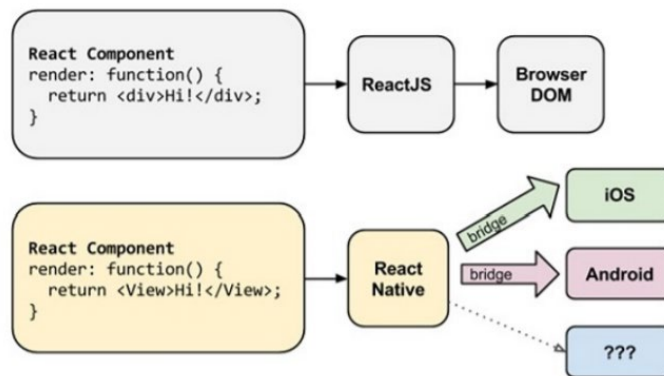 React Component
render: function() {
return <div>Hi!</div>;
}
ReactJS
Browser
DOM
React Component
render: function() {
return <View>Hi!</View>;
}
React
Native
bridge
iOS
bridge
Android
???